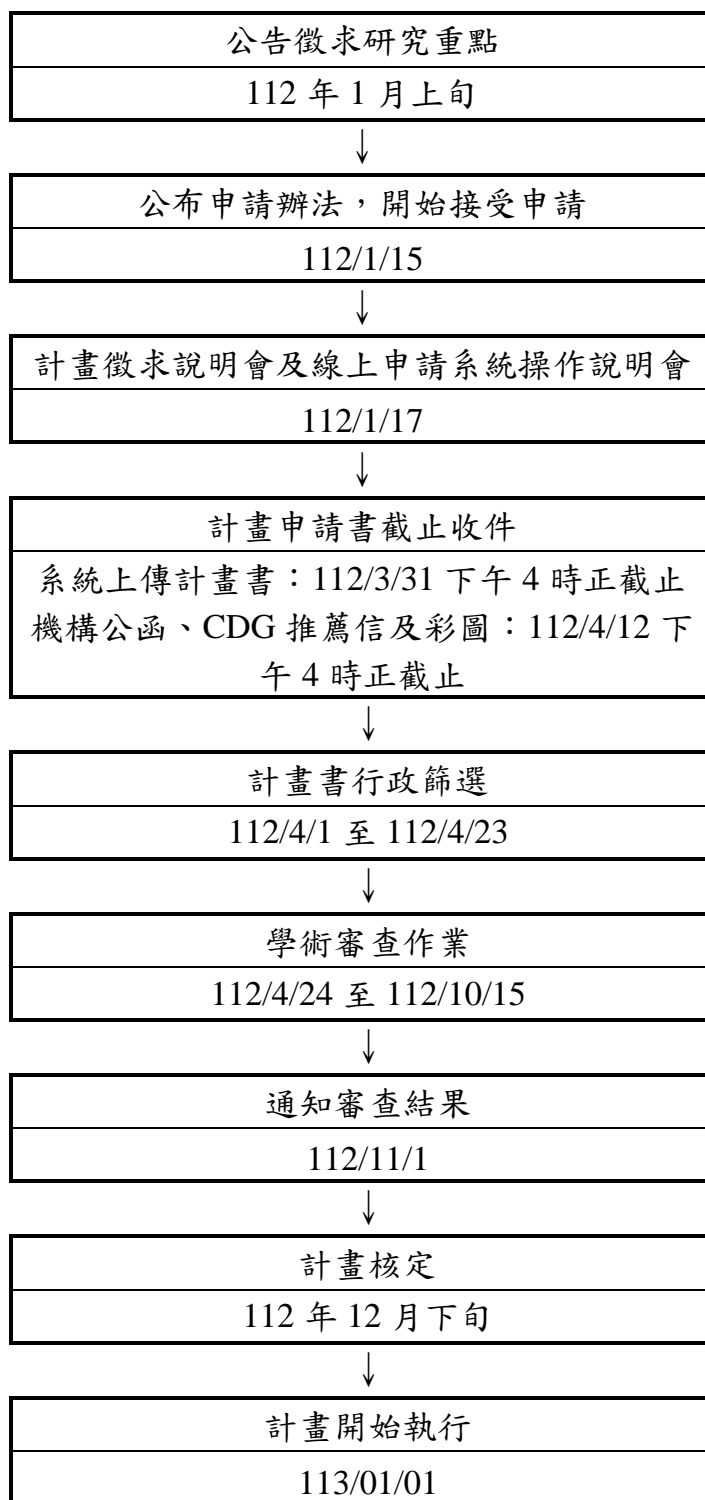 公告徵求研究重點
112 年 1 月上旬
↓
公布申請辦法，開始接受申請
112/1/15
↓
計畫徵求說明會及線上申請系統操作說明會
112/1/17
↓
計畫申請書截止收件
系統上傳計畫書：112/3/31 下午 4 時正截止
機構公函、CDG 推薦信及彩圖：112/4/12 下
午 4 時正截止
↓
計畫書行政篩選
112/4/1 至 112/4/23
↓
學術審查作業
112/4/24 至 112/10/15
↓
通知審查結果
112/11/1
↓
計畫核定
112 年 12 月下旬
↓
計畫開始執行
113/01/01